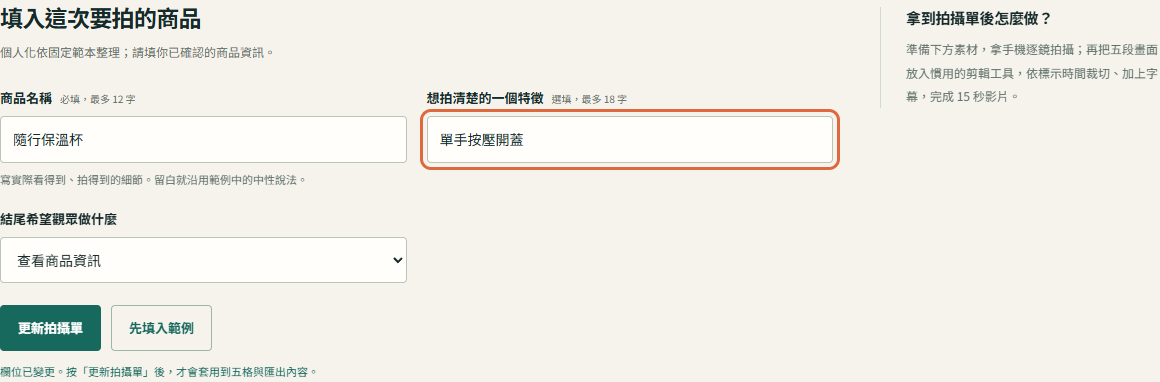 填入這次要拍的商品
個人化依固定範本整理；請填你已確認的商品資訊。
商品名稱 必填，最多 12 字
隨行保溫杯
想拍清楚的一個特徵 選填，最多 18 字
單手按壓開蓋
寫實際看得到、拍得到的細節。留白就沿用範例中的中性說法。
結尾希望觀眾做什麼
查看商品資訊
更新拍攝單
先填入範例
欄位已變更。按「更新拍攝單」後，才會套用到五格與匯出內容。
拿到拍攝單後怎麼做？
準備下方素材，拿手機逐鏡拍攝；再把五段畫面
放入慣用的剪輯工具，依標示時間裁切、加上字
幕，完成 15 秒影片。